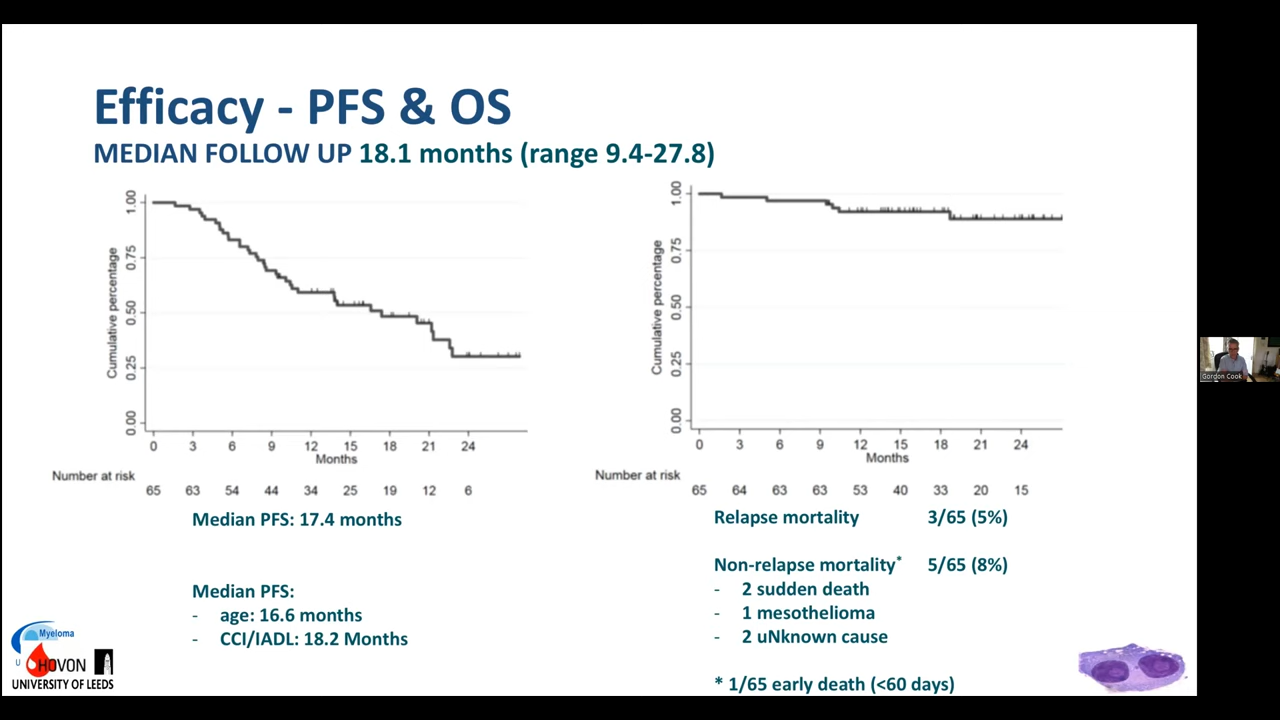 Efficacy - PFS & OS
MEDIAN FOLLOW UP 18.1 months (range 9.4-27.8)
Cumulative percentage
1.00
0.75
0.50
0.25
0.00
0 3 6 9 12 15 18 21 24
Months
Number at risk
65 63 54 44 34 25 19 12 6
Median PFS: 17.4 months
Median PFS:
- age: 16.6 months
- CCI/IADL: 18.2 Months
Cumulative percentage
1.00
0.75
0.50
0.25
0.00
0 3 6 9 12 15 18 21 24
Months
Number at risk
65 64 63 63 53 40 33 20 15
Relapse mortality 3/65 (5%)
Non-relapse mortality* 5/65 (8%)
- 2 sudden death
- 1 mesothelioma
- 2 uNknown cause
* 1/65 early death (<60 days)
Myeloma
U
HOVON
UNIVERSITY OF LEEDS
Gordon Cook